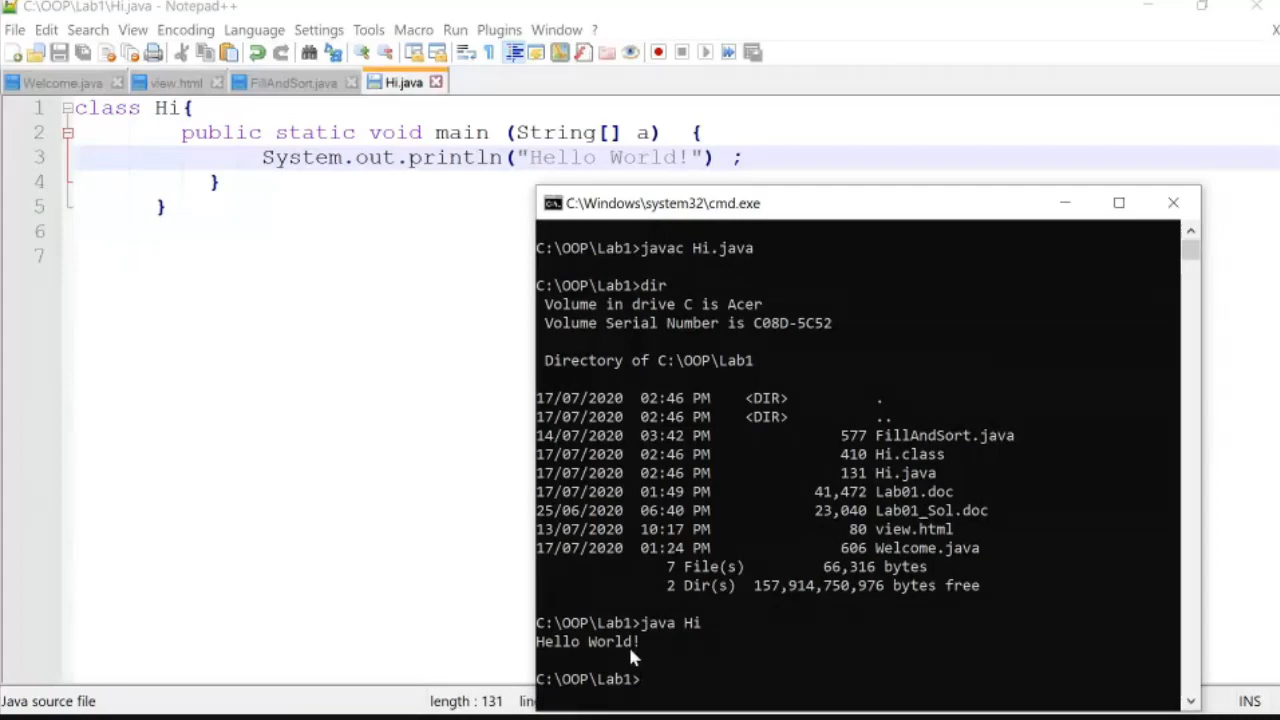 C:\OOP\Lab1\Hi.java - Notepad++
File Edit Search View Encoding Language Settings Tools Macro Run Plugins Window ? X
Welcome.java view.html FillAndSort.java Hi.java
1 class Hi{
2 public static void main (String[] a) {
3 System.out.println("Hello World!") ;
4 }
5 }
6
7
C:\Windows\system32\cmd.exe
C:\OOP\Lab1>javac Hi.java
C:\OOP\Lab1>dir
Volume in drive C is Acer
Volume Serial Number is C08D-5C52
Directory of C:\OOP\Lab1
17/07/2020 02:46 PM <DIR> .
17/07/2020 02:46 PM <DIR> ..
14/07/2020 03:42 PM 577 FillAndSort.java
17/07/2020 02:46 PM 410 Hi.class
17/07/2020 02:46 PM 131 Hi.java
17/07/2020 01:49 PM 41,472 Lab01.doc
25/06/2020 06:40 PM 23,040 Lab01_Sol.doc
13/07/2020 10:17 PM 80 view.html
17/07/2020 01:24 PM 606 Welcome.java
7 File(s) 66,316 bytes
2 Dir(s) 157,914,750,976 bytes free
C:\OOP\Lab1>java Hi
Hello World!
C:\OOP\Lab1>
Java source file length : 131 INS